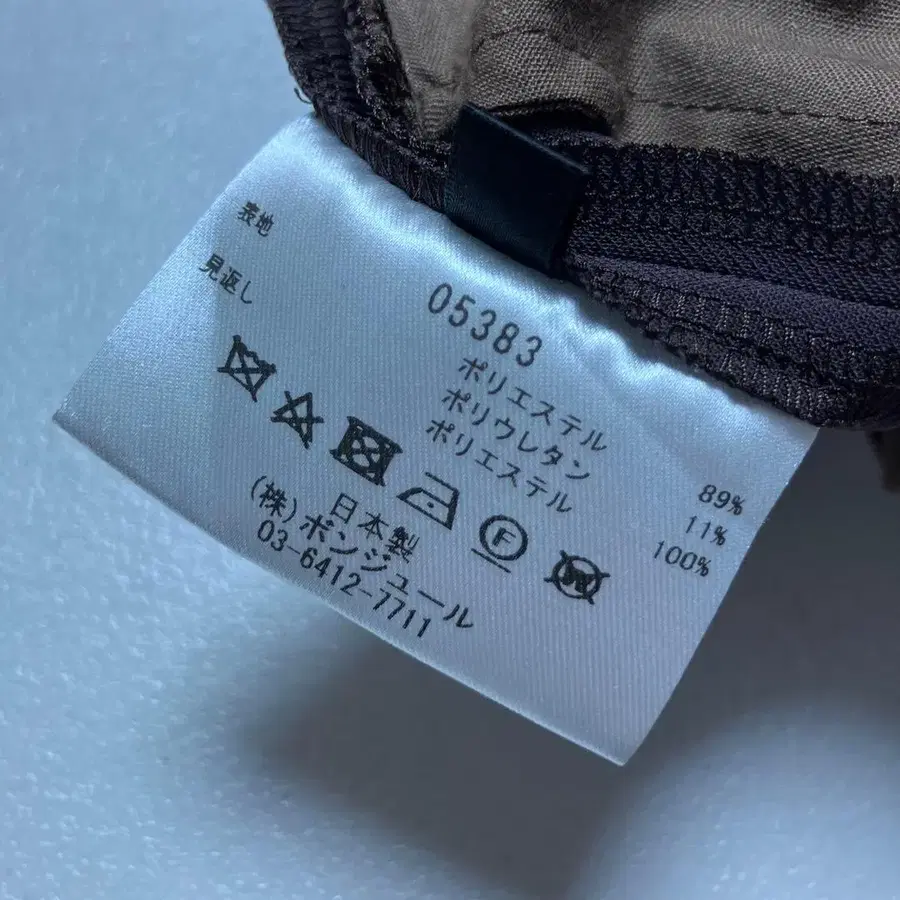 05383
表地 ポリエステル 89%
ポリウレタン 11%
見返し ポリエステル 100%
F W
日本製
(株)ボンジュール
03-6412-7711